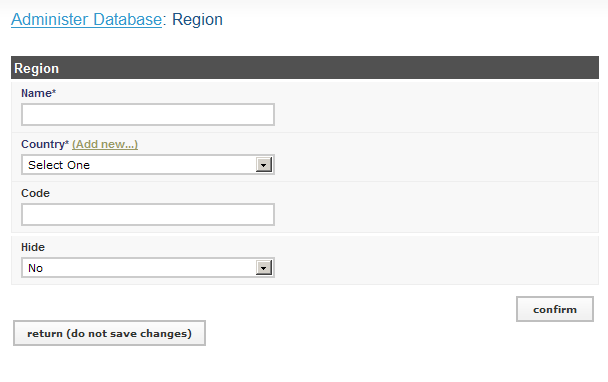 Administer Database: Region
Region
Name*
Country* (Add new...)
Select One
Code
Hide
No
confirm
return (do not save changes)